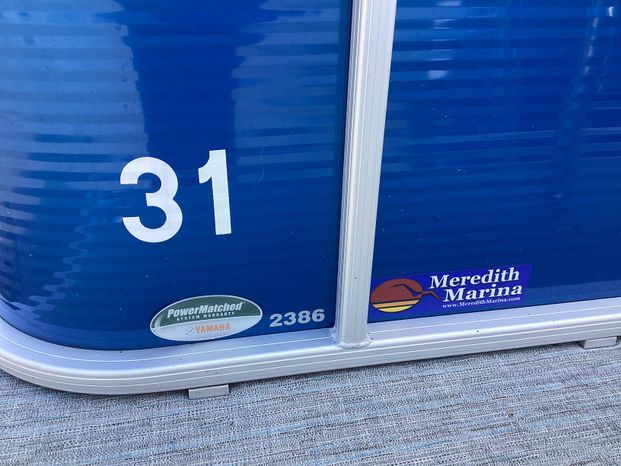 31
PowerMatched
SYSTEM WARRANTY
YAMAHA
2386
Meredith
Marina
www.MeredithMarina.com